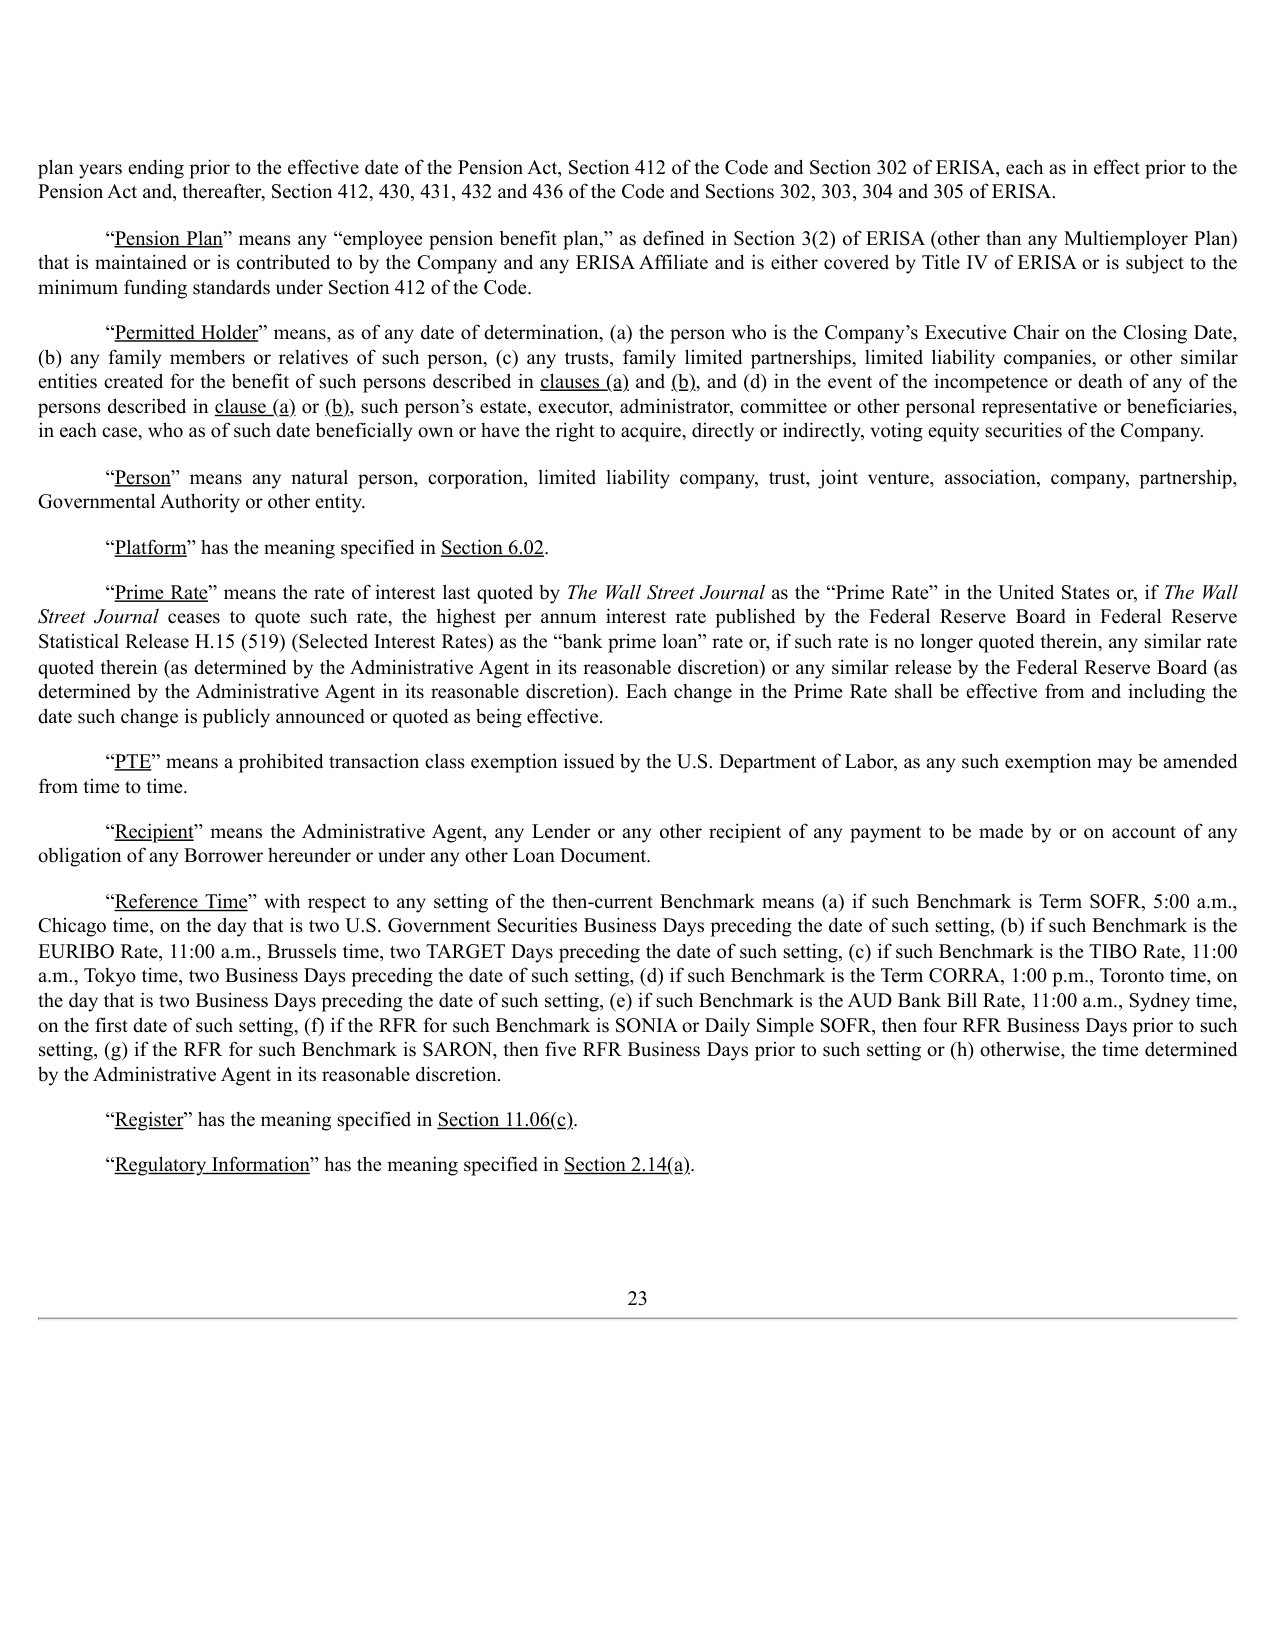 plan years ending prior to the effective date of the Pension Act, Section 412 of the Code and Section 302 of ERISA, each as in effect prior to the
Pension Act and, thereafter, Section 412, 430, 431, 432 and 436 of the Code and Sections 302, 303, 304 and 305 of ERISA.
“Pension Plan” means any “employee pension benefit plan,” as defined in Section 3(2) of ERISA (other than any Multiemployer Plan)
that is maintained or is contributed to by the Company and any ERISA Affiliate and is either covered by Title IV of ERISA or is subject to the
minimum funding standards under Section 412 of the Code.
“Permitted Holder” means, as of any date of determination, (a) the person who is the Company’s Executive Chair on the Closing Date,
(b) any family members or relatives of such person, (c) any trusts, family limited partnerships, limited liability companies, or other similar
entities created for the benefit of such persons described in clauses (a) and (b), and (d) in the event of the incompetence or death of any of the
persons described in clause (a) or (b), such person’s estate, executor, administrator, committee or other personal representative or beneficiaries,
in each case, who as of such date beneficially own or have the right to acquire, directly or indirectly, voting equity securities of the Company.
“Person” means any natural person, corporation, limited liability company, trust, joint venture, association, company, partnership,
Governmental Authority or other entity.
“Platform” has the meaning specified in Section 6.02.
“Prime Rate” means the rate of interest last quoted by The Wall Street Journal as the “Prime Rate” in the United States or, if The Wall
Street Journal ceases to quote such rate, the highest per annum interest rate published by the Federal Reserve Board in Federal Reserve
Statistical Release H.15 (519) (Selected Interest Rates) as the “bank prime loan” rate or, if such rate is no longer quoted therein, any similar rate
quoted therein (as determined by the Administrative Agent in its reasonable discretion) or any similar release by the Federal Reserve Board (as
determined by the Administrative Agent in its reasonable discretion). Each change in the Prime Rate shall be effective from and including the
date such change is publicly announced or quoted as being effective.
“PTE” means a prohibited transaction class exemption issued by the U.S. Department of Labor, as any such exemption may be amended
from time to time.
“Recipient” means the Administrative Agent, any Lender or any other recipient of any payment to be made by or on account of any
obligation of any Borrower hereunder or under any other Loan Document.
“Reference Time” with respect to any setting of the then-current Benchmark means (a) if such Benchmark is Term SOFR, 5:00 a.m.,
Chicago time, on the day that is two U.S. Government Securities Business Days preceding the date of such setting, (b) if such Benchmark is the
EURIBO Rate, 11:00 a.m., Brussels time, two TARGET Days preceding the date of such setting, (c) if such Benchmark is the TIBO Rate, 11:00
a.m., Tokyo time, two Business Days preceding the date of such setting, (d) if such Benchmark is the Term CORRA, 1:00 p.m., Toronto time, on
the day that is two Business Days preceding the date of such setting, (e) if such Benchmark is the AUD Bank Bill Rate, 11:00 a.m., Sydney time,
on the first date of such setting, (f) if the RFR for such Benchmark is SONIA or Daily Simple SOFR, then four RFR Business Days prior to such
setting, (g) if the RFR for such Benchmark is SARON, then five RFR Business Days prior to such setting or (h) otherwise, the time determined
by the Administrative Agent in its reasonable discretion.
“Register” has the meaning specified in Section 11.06(c).
“Regulatory Information” has the meaning specified in Section 2.14(a).
23